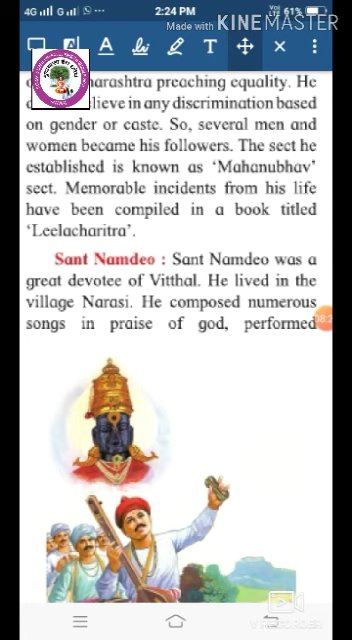 4G G
2:24 PM
VoLTE 61%
Made with KINEMASTER
A T
arashtra preaching equality. He
lieve in any discrimination based
on gender or caste. So, several men and
women became his followers. The sect he
established is known as ‘Mahanubhav’
sect. Memorable incidents from his life
have been compiled in a book titled
‘Leelacharitra’.
Sant Namdeo : Sant Namdeo was a
great devotee of Vitthal. He lived in the
village Narasi. He composed numerous
songs in praise of god, performed